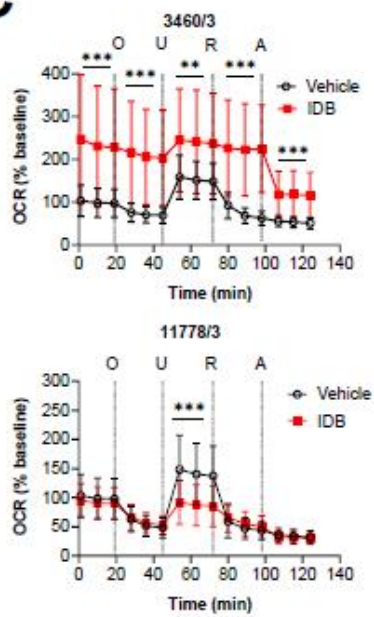 3460/3
O U R A
*** *** ** *** ***
Vehicle
IDB
OCR (% baseline)
400
300
200
100
0
0 20 40 60 80 100 120 140
Time (min)
11778/3
O U R A
***
Vehicle
IDB
OCR (% baseline)
300
250
200
150
100
50
0
0 20 40 60 80 100 120 140
Time (min)